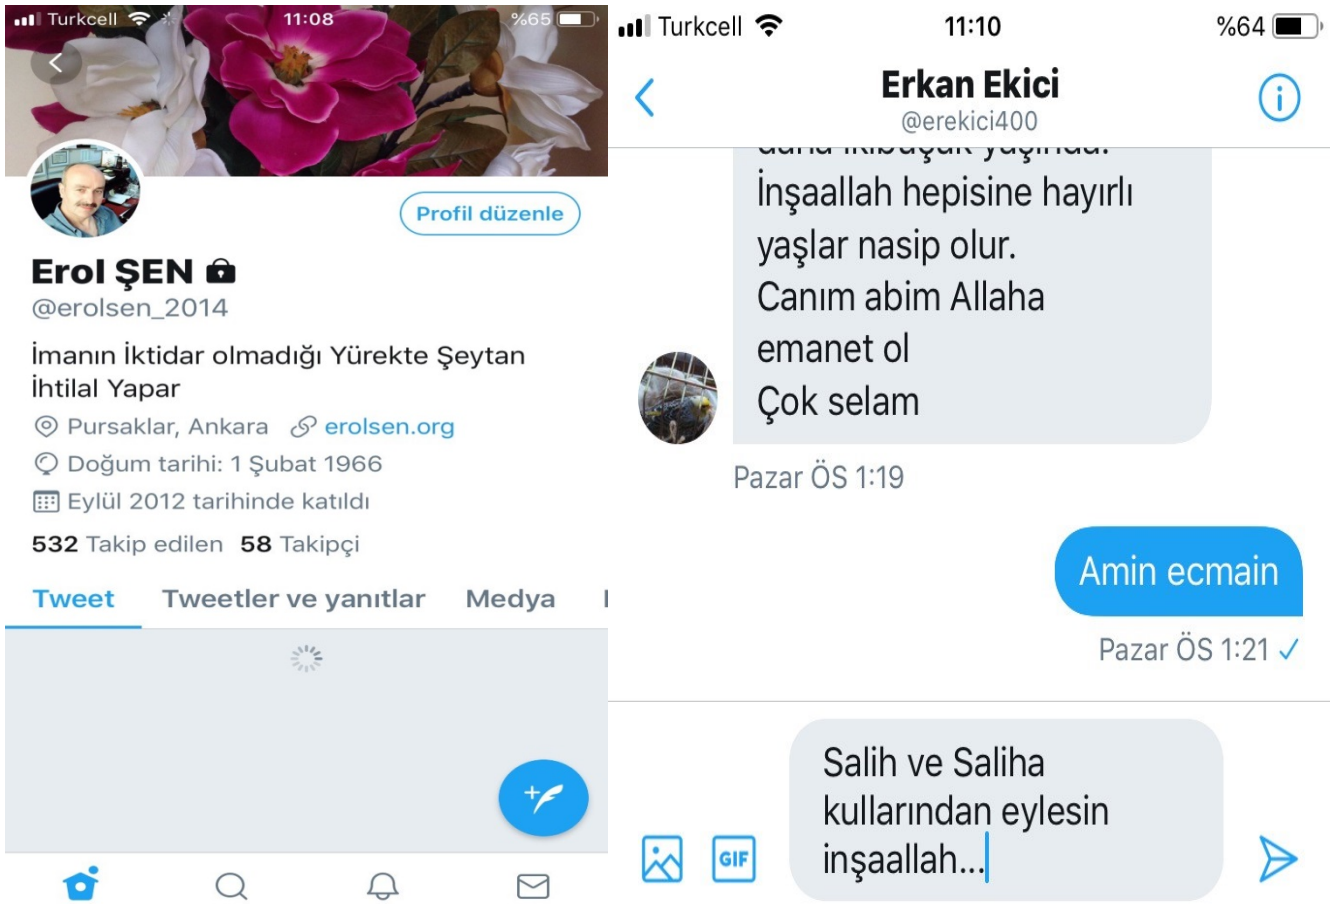 Turkcell 11:08 %65
Profil düzenle
Erol ŞEN
@erolsen_2014
İmanın İktidar olmadığı Yürekte Şeytan
İhtilal Yapar
Pursaklar, Ankara erolsen.org
Doğum tarihi: 1 Şubat 1966
Eylül 2012 tarihinde katıldı
532 Takip edilen 58 Takipçi
Tweet Tweetler ve yanıtlar Medya
Turkcell 11:10 %64
Erkan Ekici
@erekici400
daha ikibuçuk yaşında.
İnşaallah hepisine hayırlı
yaşlar nasip olur.
Canım abim Allaha
emanet ol
Çok selam
Pazar ÖS 1:19
Amin ecmain
Pazar ÖS 1:21
Salih ve Saliha
kullarından eylesin
inşaallah...
GIF